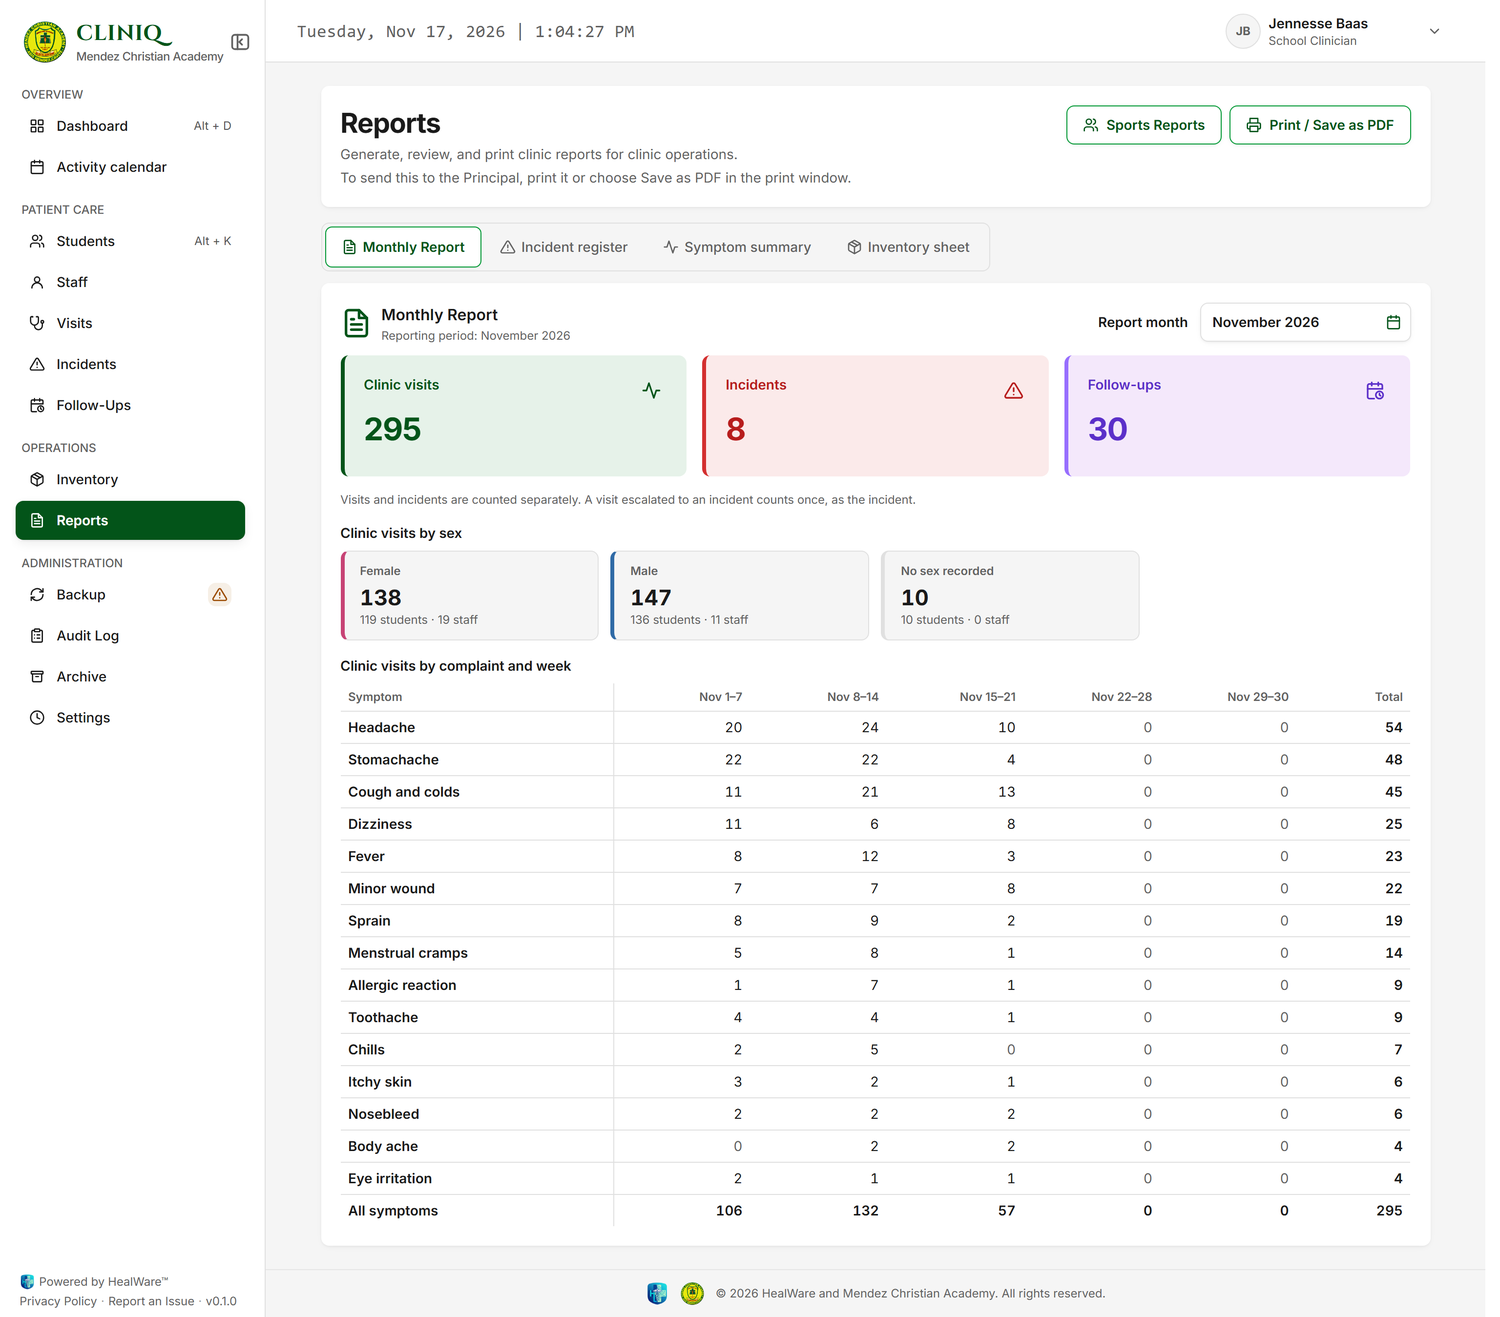 CLINIQ
Mendez Christian Academy
OVERVIEW
Dashboard Alt + D
Activity calendar
PATIENT CARE
Students Alt + K
Staff
Visits
Incidents
Follow-Ups
OPERATIONS
Inventory
Reports
ADMINISTRATION
Backup
Audit Log
Archive
Settings
Powered by HealWare™
Privacy Policy · Report an Issue · v0.1.0
Tuesday, Nov 17, 2026 | 1:04:27 PM
JB
Jennesse Baas
School Clinician
Reports
Generate, review, and print clinic reports for clinic operations.
To send this to the Principal, print it or choose Save as PDF in the print window.
Sports Reports
Print / Save as PDF
Monthly Report
Incident register
Symptom summary
Inventory sheet
Monthly Report
Reporting period: November 2026
Report month November 2026
Clinic visits
295
Incidents
8
Follow-ups
30
Visits and incidents are counted separately. A visit escalated to an incident counts once, as the incident.
Clinic visits by sex
Female
138
119 students · 19 staff
Male
147
136 students · 11 staff
No sex recorded
10
10 students · 0 staff
Clinic visits by complaint and week
Symptom Nov 1–7 Nov 8–14 Nov 15–21 Nov 22–28 Nov 29–30 Total
Headache 20 24 10 0 0 54
Stomachache 22 22 4 0 0 48
Cough and colds 11 21 13 0 0 45
Dizziness 11 6 8 0 0 25
Fever 8 12 3 0 0 23
Minor wound 7 7 8 0 0 22
Sprain 8 9 2 0 0 19
Menstrual cramps 5 8 1 0 0 14
Allergic reaction 1 7 1 0 0 9
Toothache 4 4 1 0 0 9
Chills 2 5 0 0 0 7
Itchy skin 3 2 1 0 0 6
Nosebleed 2 2 2 0 0 6
Body ache 0 2 2 0 0 4
Eye irritation 2 1 1 0 0 4
All symptoms 106 132 57 0 0 295
© 2026 HealWare and Mendez Christian Academy. All rights reserved.